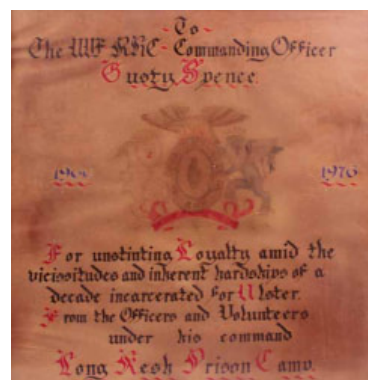 - To -
The UVF RHC - Commanding Officer
Gusty Spence.
1966 1976
For unstinting Loyalty amid the
vicissitudes and inherent hardships of a
decade incarcerated for Ulster.
From the Officers and Volunteers
under his command
Long Kesh Prison Camp.